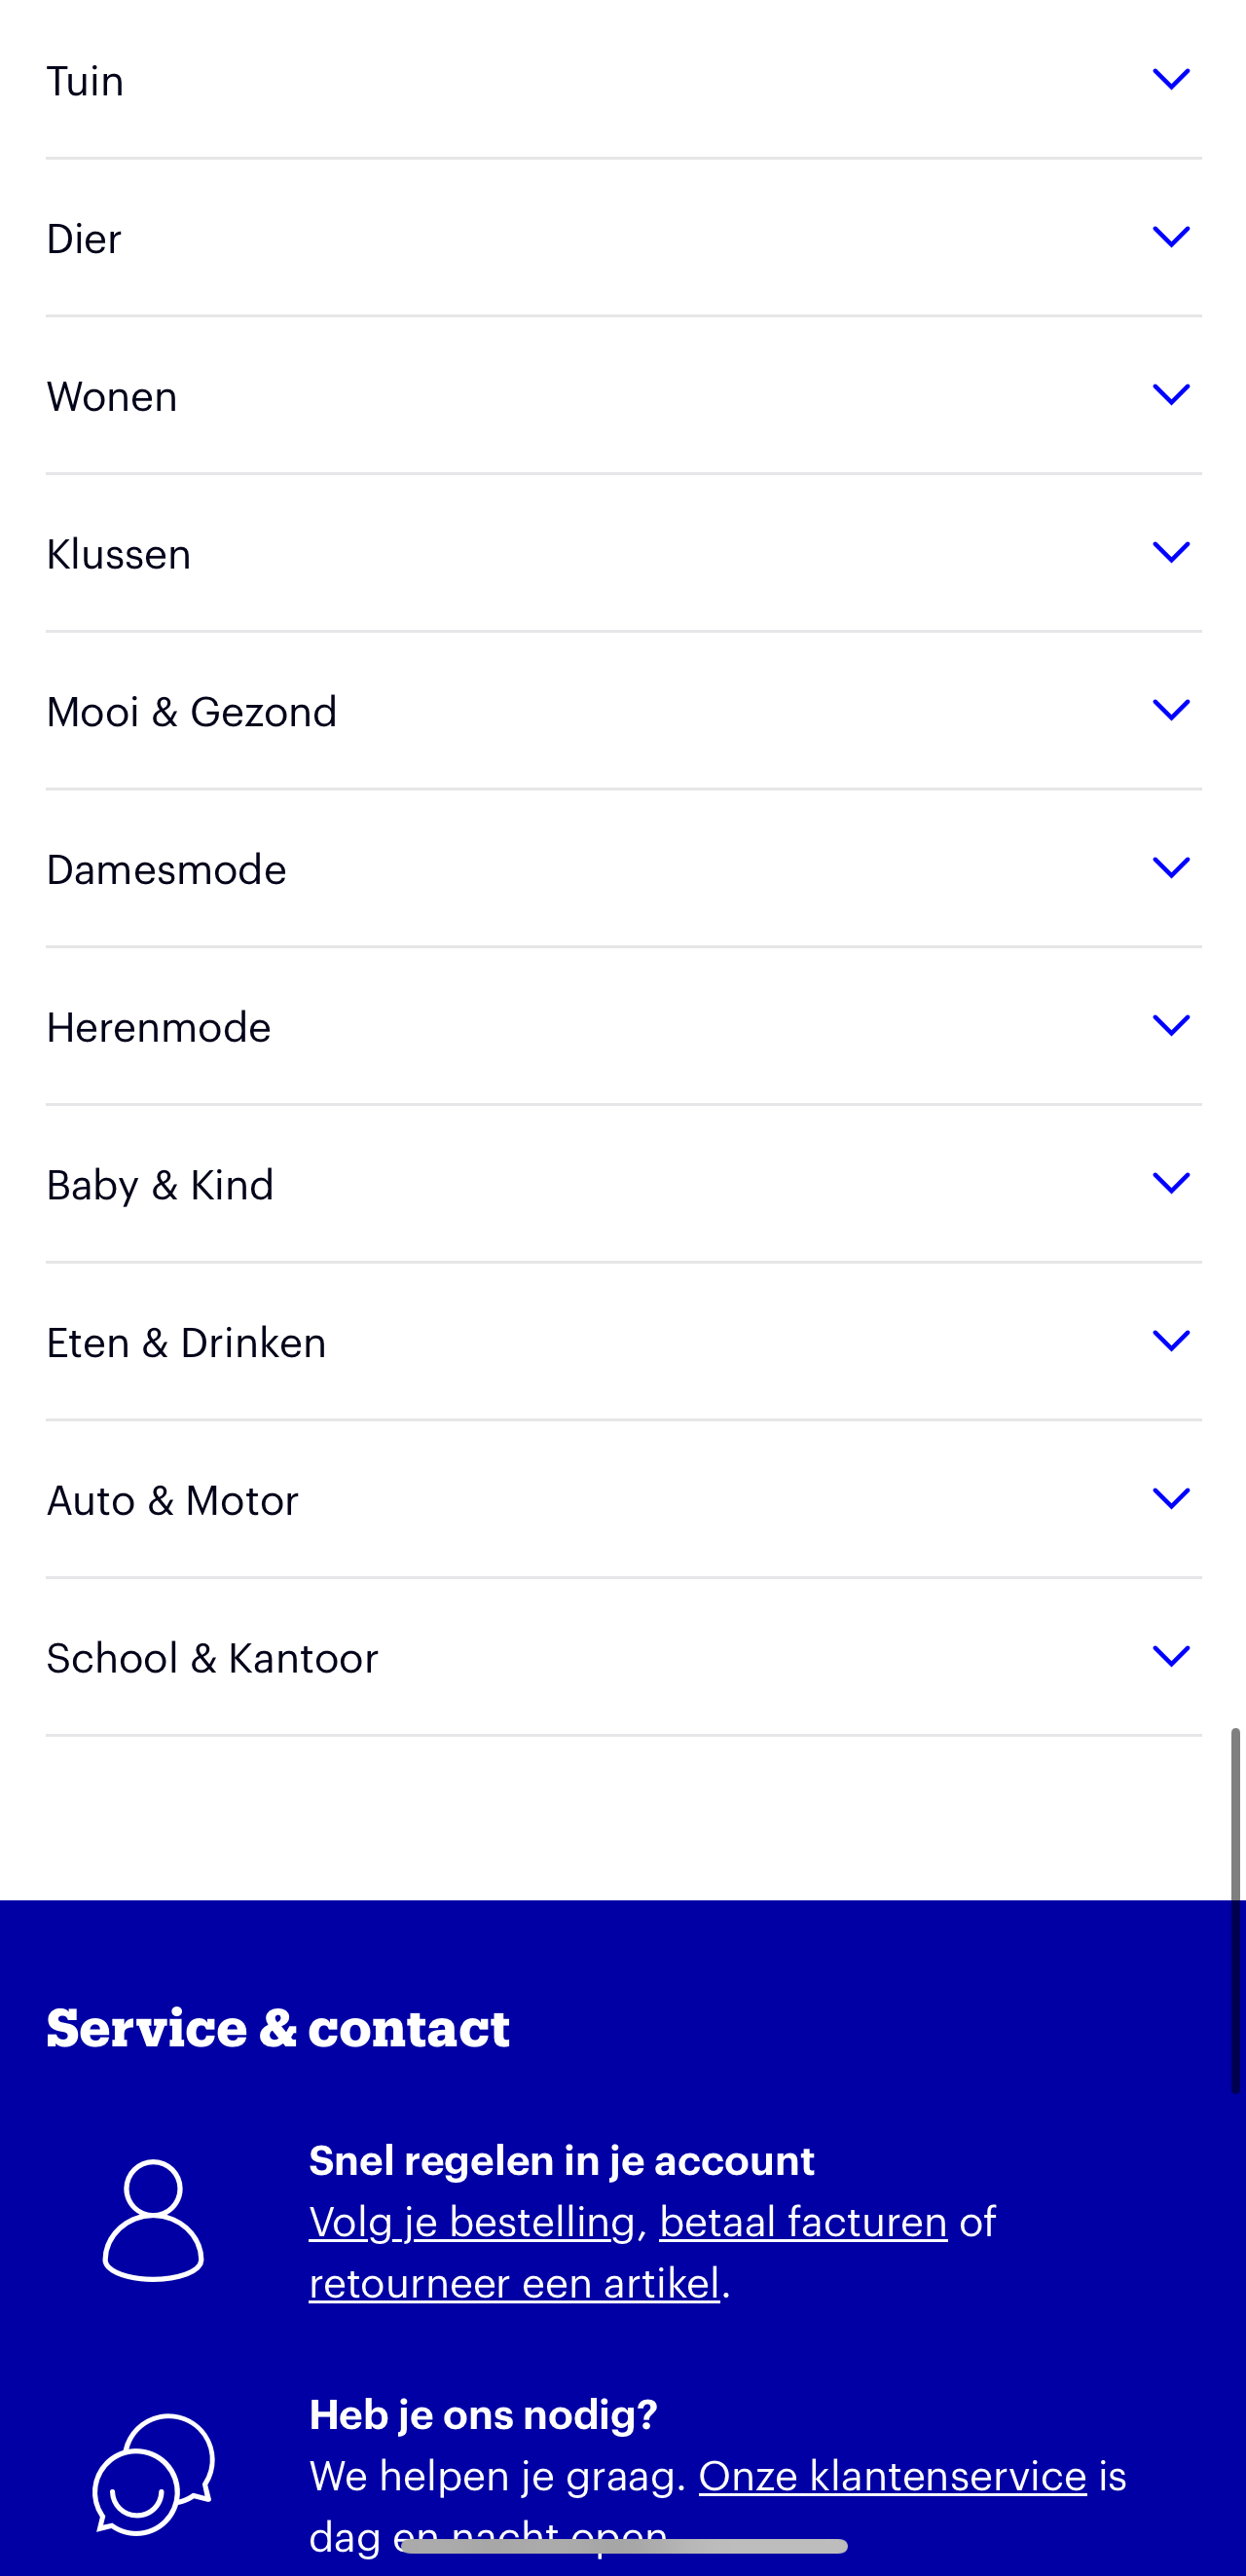 Tuin
Dier
Wonen
Klussen
Mooi & Gezond
Damesmode
Herenmode
Baby & Kind
Eten & Drinken
Auto & Motor
School & Kantoor
Service & contact
Snel regelen in je account
Volg je bestelling, betaal facturen of
retourneer een artikel.
Heb je ons nodig?
We helpen je graag. Onze klantenservice is
dag en nacht open.